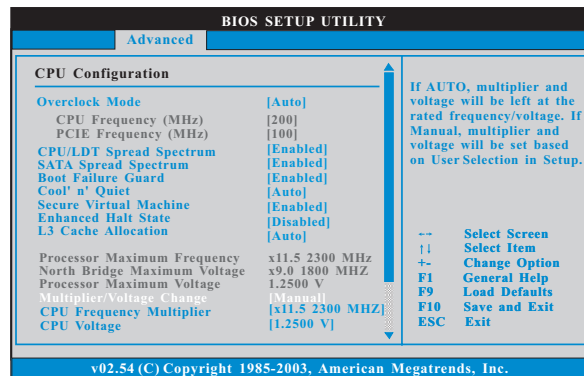 BIOS SETUP UTILITY
Advanced
CPU Configuration
Overclock Mode [Auto]
CPU Frequency (MHz) [200]
PCIE Frequency (MHz) [100]
CPU/LDT Spread Spectrum [Enabled]
SATA Spread Spectrum [Enabled]
Boot Failure Guard [Enabled]
Cool' n' Quiet [Auto]
Secure Virtual Machine [Enabled]
Enhanced Halt State [Disabled]
L3 Cache Allocation [Auto]
Processor Maximum Frequency x11.5 2300 MHz
North Bridge Maximum Voltage x9.0 1800 MHZ
Processor Maximum Voltage 1.2500 V
Multiplier/Voltage Change [Manual]
CPU Frequency Multiplier [x11.5 2300 MHZ]
CPU Voltage [1.2500 V]
If AUTO, multiplier and
voltage will be left at the
rated frequency/voltage. If
Manual, multiplier and
voltage will be set based
on User Selection in Setup.
←→ Select Screen
↑↓ Select Item
+- Change Option
F1 General Help
F9 Load Defaults
F10 Save and Exit
ESC Exit
v02.54 (C) Copyright 1985-2003, American Megatrends, Inc.